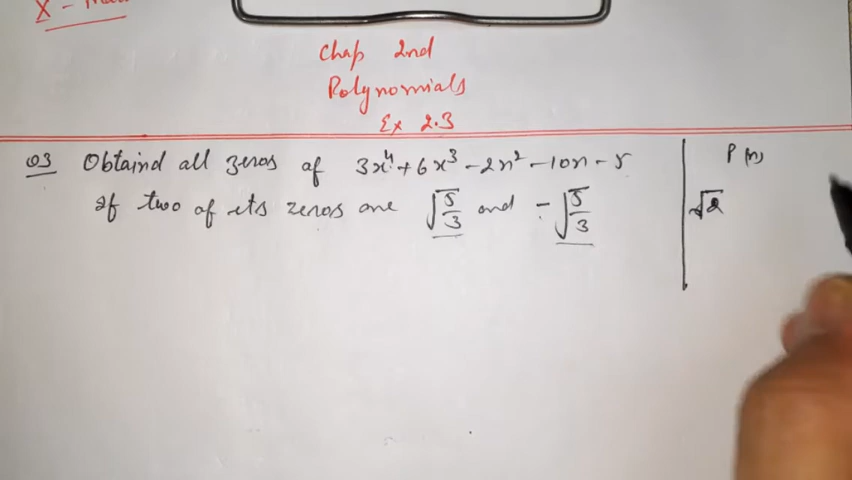 X - Mat
Chap 2nd
Polynomials
Ex 2.3
Q3 Obtaind all zeros of 3x⁴+6x³-2x²-10x-5
If two of its zeros are √5/3 and -√5/3
P(x)
√2